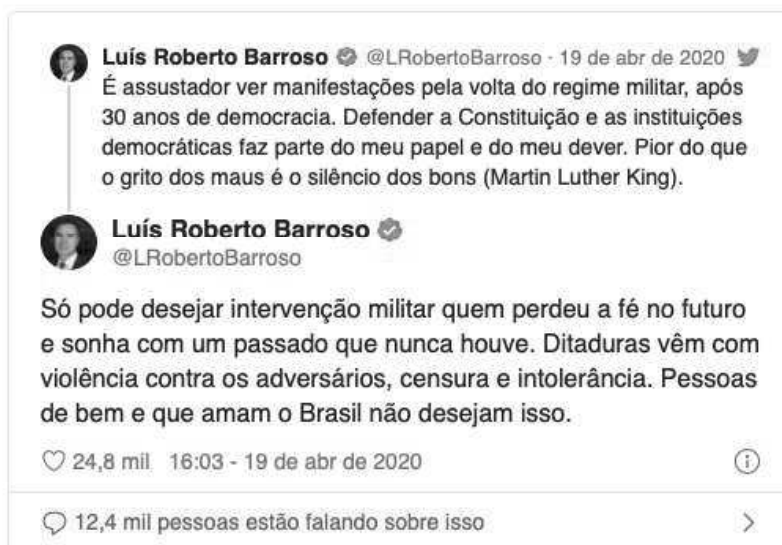 Luís Roberto Barroso @LRobertoBarroso · 19 de abr de 2020
É assustador ver manifestações pela volta do regime militar, após
30 anos de democracia. Defender a Constituição e as instituições
democráticas faz parte do meu papel e do meu dever. Pior do que
o grito dos maus é o silêncio dos bons (Martin Luther King).
Luís Roberto Barroso
@LRobertoBarroso
Só pode desejar intervenção militar quem perdeu a fé no futuro
e sonha com um passado que nunca houve. Ditaduras vêm com
violência contra os adversários, censura e intolerância. Pessoas
de bem e que amam o Brasil não desejam isso.
24,8 mil 16:03 - 19 de abr de 2020
12,4 mil pessoas estão falando sobre isso